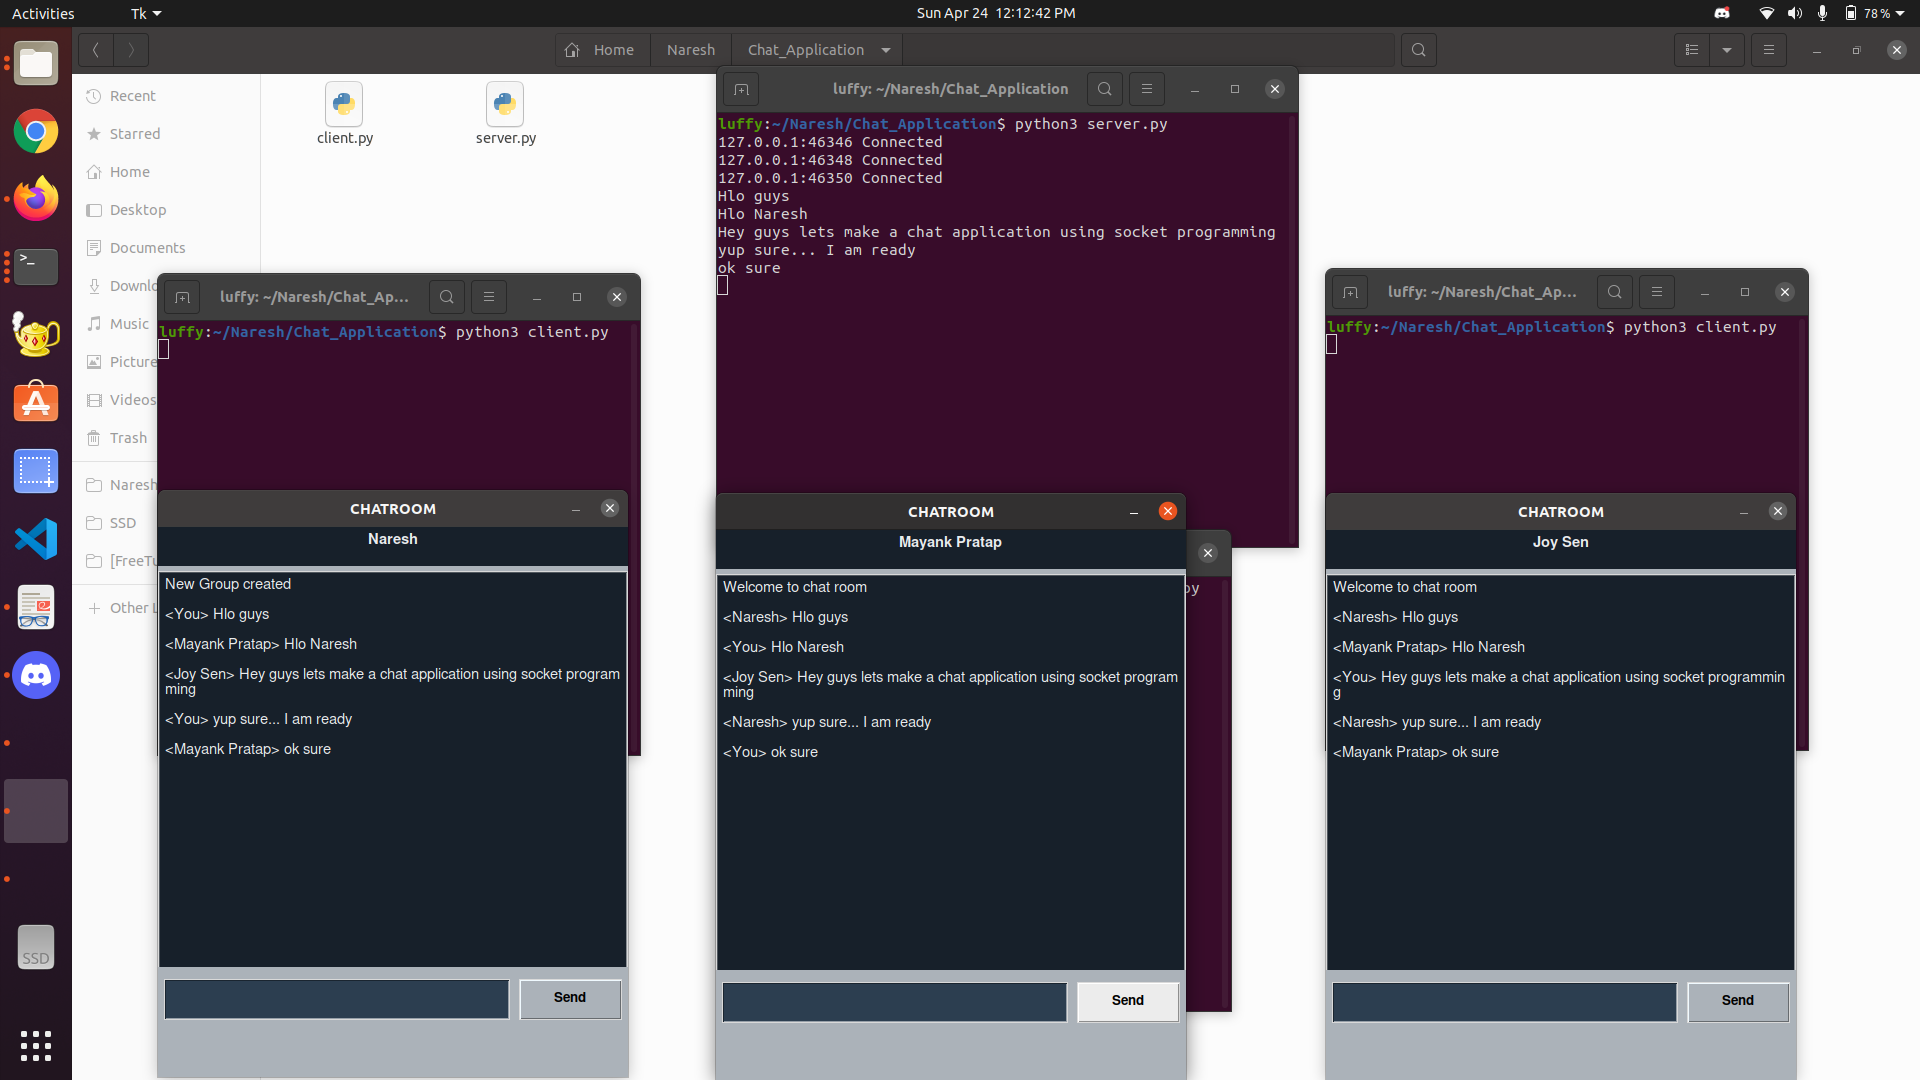 Activities
Tk
Sun Apr 24 12:12:42 PM
78 %
Home
Naresh
Chat_Application
Recent
Starred
Home
Desktop
Documents
Downlo
Music
Picture
Videos
Trash
Naresh
SSD
[FreeTu
Other L
client.py
server.py
luffy: ~/Naresh/Chat_Application
luffy:~/Naresh/Chat_Application$ python3 server.py
127.0.0.1:46346 Connected
127.0.0.1:46348 Connected
127.0.0.1:46350 Connected
Hlo guys
Hlo Naresh
Hey guys lets make a chat application using socket programming
yup sure... I am ready
ok sure
luffy: ~/Naresh/Chat_Ap...
luffy:~/Naresh/Chat_Application$ python3 client.py
luffy: ~/Naresh/Chat_Ap...
luffy:~/Naresh/Chat_Application$ python3 client.py
CHATROOM
Naresh
New Group created
<You> Hlo guys
<Mayank Pratap> Hlo Naresh
<Joy Sen> Hey guys lets make a chat application using socket program
ming
<You> yup sure... I am ready
<Mayank Pratap> ok sure
Send
py
CHATROOM
Mayank Pratap
Welcome to chat room
<Naresh> Hlo guys
<You> Hlo Naresh
<Joy Sen> Hey guys lets make a chat application using socket program
ming
<Naresh> yup sure... I am ready
<You> ok sure
Send
CHATROOM
Joy Sen
Welcome to chat room
<Naresh> Hlo guys
<Mayank Pratap> Hlo Naresh
<You> Hey guys lets make a chat application using socket programmin
g
<Naresh> yup sure... I am ready
<Mayank Pratap> ok sure
Send
SSD